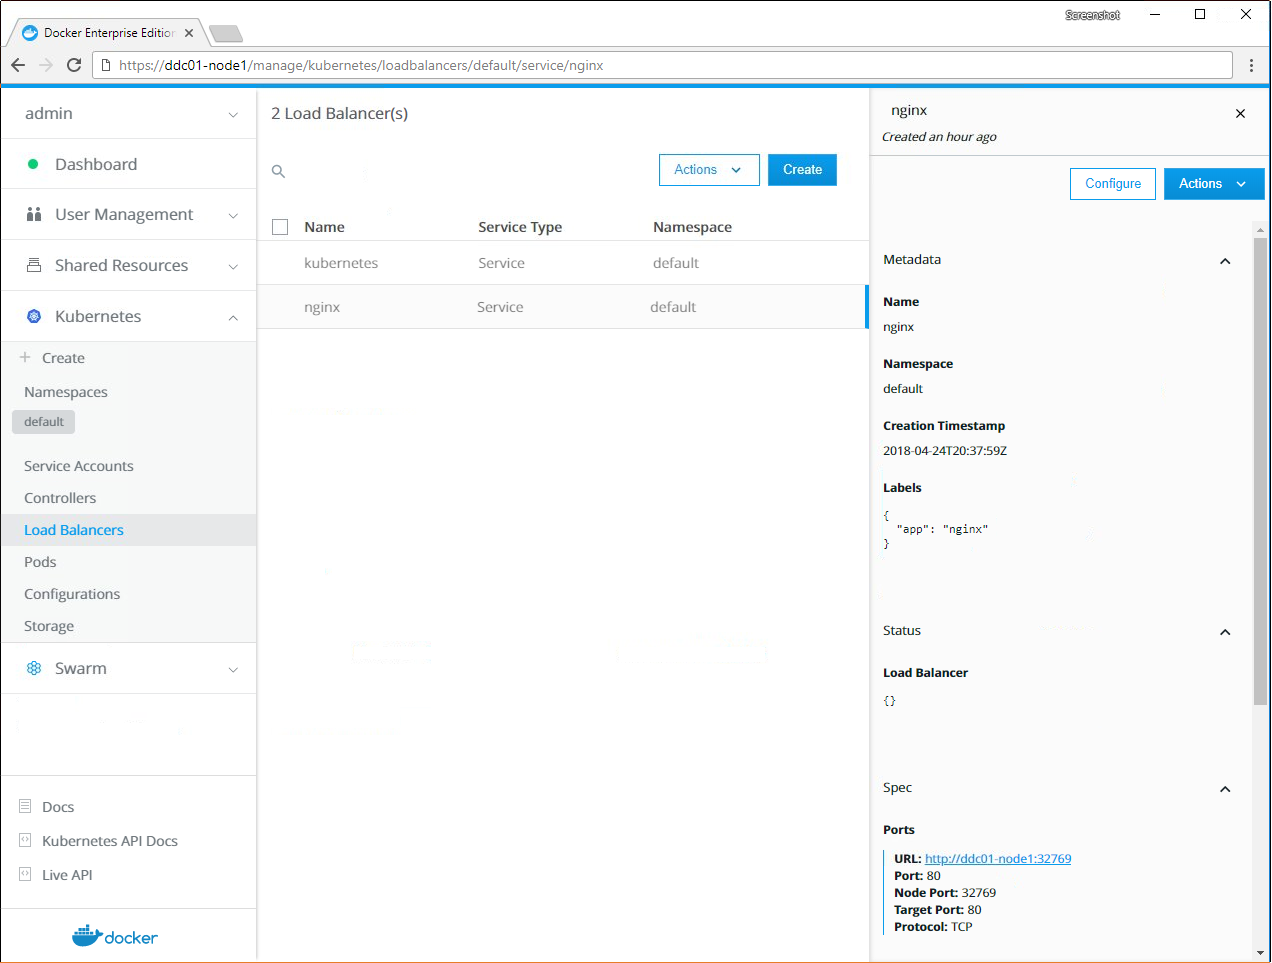 Screenshot
Docker Enterprise Edition
https://ddc01-node1/manage/kubernetes/loadbalancers/default/service/nginx
admin
Dashboard
User Management
Shared Resources
Kubernetes
Create
Namespaces
default
Service Accounts
Controllers
Load Balancers
Pods
Configurations
Storage
Swarm
Docs
Kubernetes API Docs
Live API
docker
2 Load Balancer(s)
Actions Create
Name Service Type Namespace
kubernetes Service default
nginx Service default
nginx
Created an hour ago
Configure Actions
Metadata
Name
nginx
Namespace
default
Creation Timestamp
2018-04-24T20:37:59Z
Labels
{
"app": "nginx"
}
Status
Load Balancer
{}
Spec
Ports
URL: http://ddc01-node1:32769
Port: 80
Node Port: 32769
Target Port: 80
Protocol: TCP